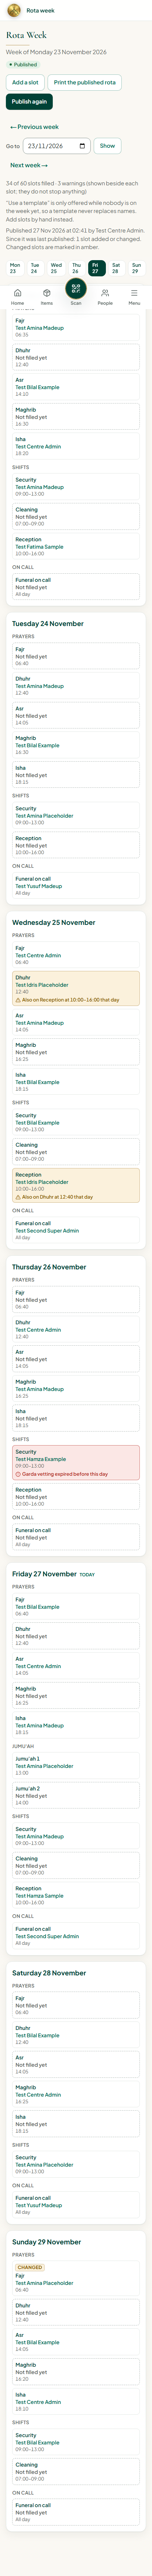 Rota week
Rota Week
Week of Monday 23 November 2026
Published
Add a slot
Print the published rota
Publish again
← Previous week
Go to
23/11/2026
Show
Next week →
34 of 60 slots filled · 3 warnings (shown beside each slot; they do not stop anything)
"Use a template" is only offered when there is no rota week yet, so a template never replaces names. Add slots by hand instead.
Published 27 Nov 2026 at 02:41 by Test Centre Admin. Since it was last published: 1 slot added or changed. Changed slots are marked in amber.
Mon 23
Tue 24
Wed 25
Thu 26
Fri 27
Sat 28
Sun 29
Home
Items
Scan
People
Menu
Fajr
Test Amina Madeup
06:35
Dhuhr
Not filled yet
12:40
Asr
Test Bilal Example
14:10
Maghrib
Not filled yet
16:30
Isha
Test Centre Admin
18:20
SHIFTS
Security
Test Amina Madeup
09:00–13:00
Cleaning
Not filled yet
07:00–09:00
Reception
Test Fatima Sample
10:00–16:00
ON CALL
Funeral on call
Not filled yet
All day
Tuesday 24 November
PRAYERS
Fajr
Not filled yet
06:40
Dhuhr
Test Amina Madeup
12:40
Asr
Not filled yet
14:05
Maghrib
Test Bilal Example
16:30
Isha
Not filled yet
18:15
SHIFTS
Security
Test Amina Placeholder
09:00–13:00
Reception
Not filled yet
10:00–16:00
ON CALL
Funeral on call
Test Yusuf Madeup
All day
Wednesday 25 November
PRAYERS
Fajr
Test Centre Admin
06:40
Dhuhr
Test Idris Placeholder
12:40
Also on Reception at 10:00–16:00 that day
Asr
Test Amina Madeup
14:05
Maghrib
Not filled yet
16:25
Isha
Test Bilal Example
18:15
SHIFTS
Security
Test Bilal Example
09:00–13:00
Cleaning
Not filled yet
07:00–09:00
Reception
Test Idris Placeholder
10:00–16:00
Also on Dhuhr at 12:40 that day
ON CALL
Funeral on call
Test Second Super Admin
All day
Thursday 26 November
PRAYERS
Fajr
Not filled yet
06:40
Dhuhr
Test Centre Admin
12:40
Asr
Not filled yet
14:05
Maghrib
Test Amina Madeup
16:25
Isha
Not filled yet
18:15
SHIFTS
Security
Test Hamza Example
09:00–13:00
Garda vetting expired before this day
Reception
Not filled yet
10:00–16:00
ON CALL
Funeral on call
Not filled yet
All day
Friday 27 November TODAY
PRAYERS
Fajr
Test Bilal Example
06:40
Dhuhr
Not filled yet
12:40
Asr
Test Centre Admin
14:05
Maghrib
Not filled yet
16:25
Isha
Test Amina Madeup
18:15
JUMU'AH
Jumu'ah 1
Test Amina Placeholder
13:00
Jumu'ah 2
Not filled yet
14:00
SHIFTS
Security
Test Amina Madeup
09:00–13:00
Cleaning
Not filled yet
07:00–09:00
Reception
Test Hamza Sample
10:00–16:00
ON CALL
Funeral on call
Test Second Super Admin
All day
Saturday 28 November
PRAYERS
Fajr
Not filled yet
06:40
Dhuhr
Test Bilal Example
12:40
Asr
Not filled yet
14:05
Maghrib
Test Centre Admin
16:25
Isha
Not filled yet
18:15
SHIFTS
Security
Test Amina Placeholder
09:00–13:00
ON CALL
Funeral on call
Test Yusuf Madeup
All day
Sunday 29 November
PRAYERS
CHANGED
Fajr
Test Amina Placeholder
06:40
Dhuhr
Not filled yet
12:40
Asr
Test Bilal Example
14:05
Maghrib
Not filled yet
16:20
Isha
Test Centre Admin
18:10
SHIFTS
Security
Test Bilal Example
09:00–13:00
Cleaning
Not filled yet
07:00–09:00
ON CALL
Funeral on call
Not filled yet
All day